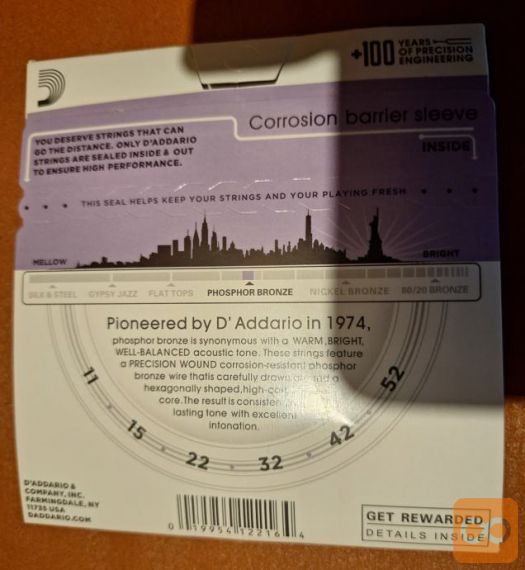 +100 YEARS OF PRECISION ENGINEERING
Corrosion barrier sleeve
INSIDE
YOU DESERVE STRINGS THAT CAN
GO THE DISTANCE. ONLY D'ADDARIO
STRINGS ARE SEALED INSIDE & OUT
TO ENSURE HIGH PERFORMANCE.
THIS SEAL HELPS KEEP YOUR STRINGS AND YOUR PLAYING FRESH
MELLOW
BRIGHT
SILK & STEEL GYPSY JAZZ FLAT TOPS PHOSPHOR BRONZE NICKEL BRONZE 80/20 BRONZE
Pioneered by D'Addario in 1974,
phosphor bronze is synonymous with a WARM, BRIGHT,
WELL-BALANCED acoustic tone. These strings feature
a PRECISION WOUND corrosion-resistant phosphor
bronze wire thatis carefully drawn around a
hexagonally shaped, high-carbon
core. The result is consistent,
lasting tone with excellent
intonation.
11 15 22 32 42 52
D'ADDARIO &
COMPANY, INC.
FARMINGDALE, NY
11735 USA
DADDARIO.COM
0 19954 12216 4
GET REWARDED
DETAILS INSIDE